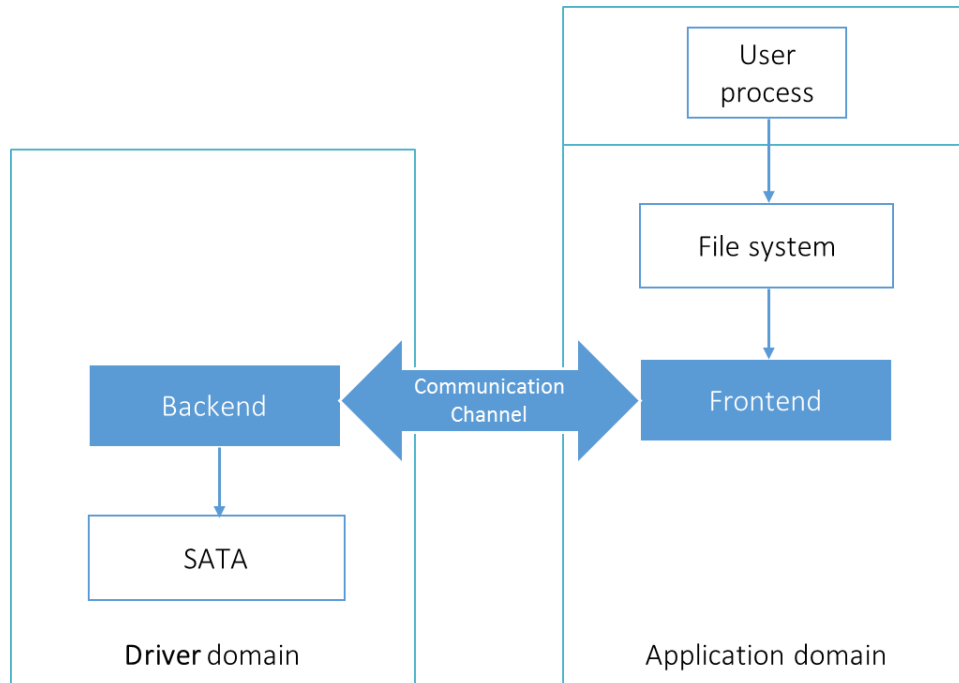 User
process
File system
Communication
Channel
Backend
Frontend
SATA
Driver domain
Application domain